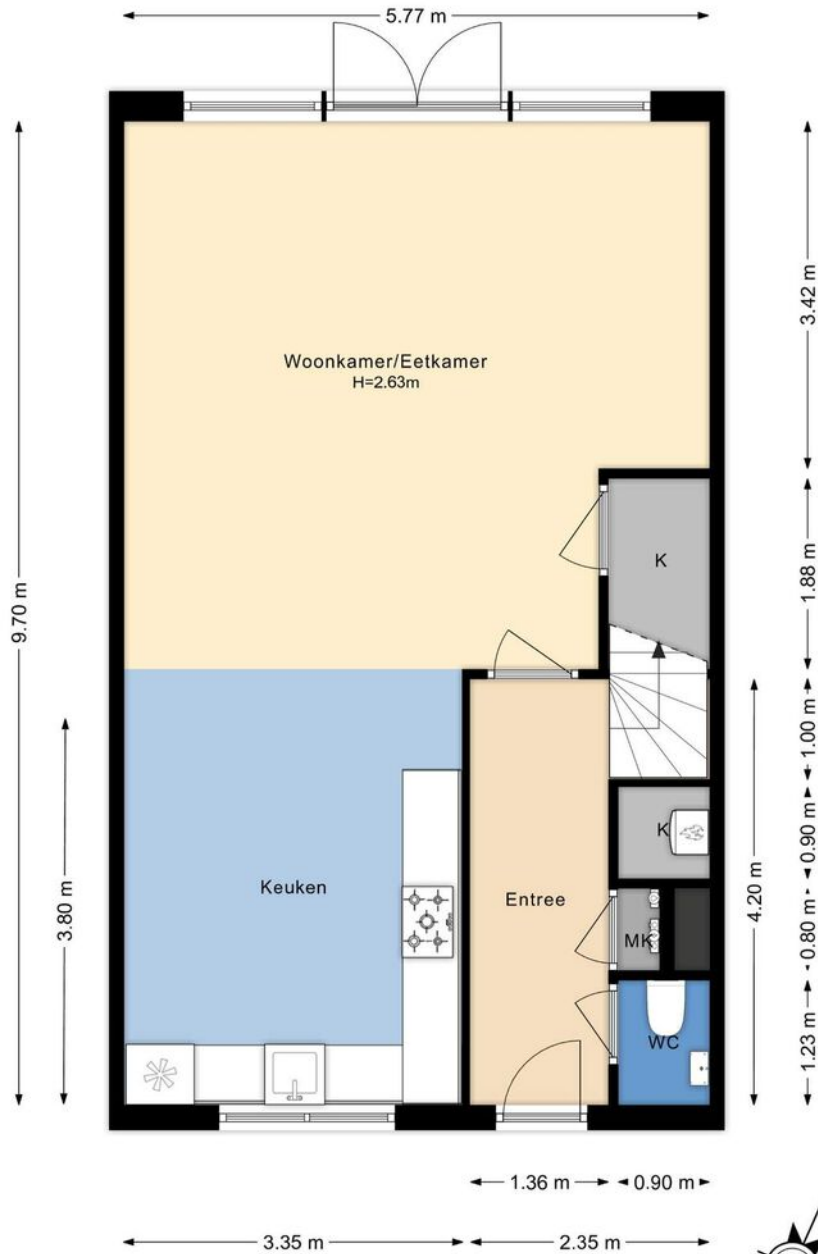 5.77 m
3.42 m
Woonkamer/Eetkamer
H=2.63m
K
1.88 m
9.70 m
1.00 m
K
0.90 m
Keuken
3.80 m
Entree
4.20 m
MK
0.80 m
WC
1.23 m
1.36 m
0.90 m
3.35 m
2.35 m